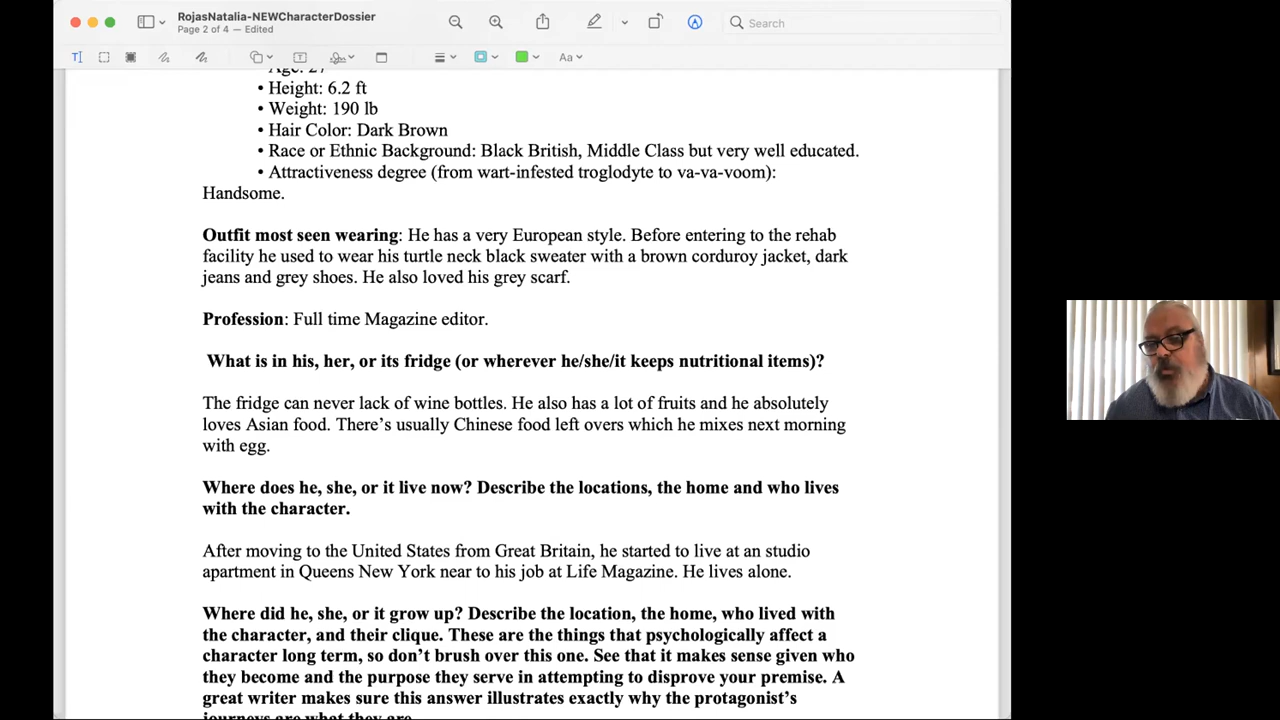 RojasNatalia-NEWCharacterDossier
Page 2 of 4 — Edited
Search
Aa
• Age: 27
• Height: 6.2 ft
• Weight: 190 lb
• Hair Color: Dark Brown
• Race or Ethnic Background: Black British, Middle Class but very well educated.
• Attractiveness degree (from wart-infested troglodyte to va-va-voom):
Handsome.
Outfit most seen wearing: He has a very European style. Before entering to the rehab
facility he used to wear his turtle neck black sweater with a brown corduroy jacket, dark
jeans and grey shoes. He also loved his grey scarf.
Profession: Full time Magazine editor.
What is in his, her, or its fridge (or wherever he/she/it keeps nutritional items)?
The fridge can never lack of wine bottles. He also has a lot of fruits and he absolutely
loves Asian food. There’s usually Chinese food left overs which he mixes next morning
with egg.
Where does he, she, or it live now? Describe the locations, the home and who lives
with the character.
After moving to the United States from Great Britain, he started to live at an studio
apartment in Queens New York near to his job at Life Magazine. He lives alone.
Where did he, she, or it grow up? Describe the location, the home, who lived with
the character, and their clique. These are the things that psychologically affect a
character long term, so don’t brush over this one. See that it makes sense given who
they become and the purpose they serve in attempting to disprove your premise. A
great writer makes sure this answer illustrates exactly why the protagonist’s
journeys are what they are.